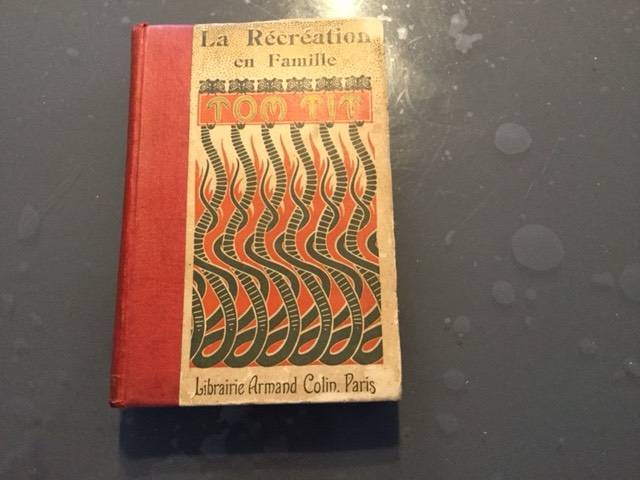 La Récréation
en Famille
TOM TIT
Librairie Armand Colin. Paris